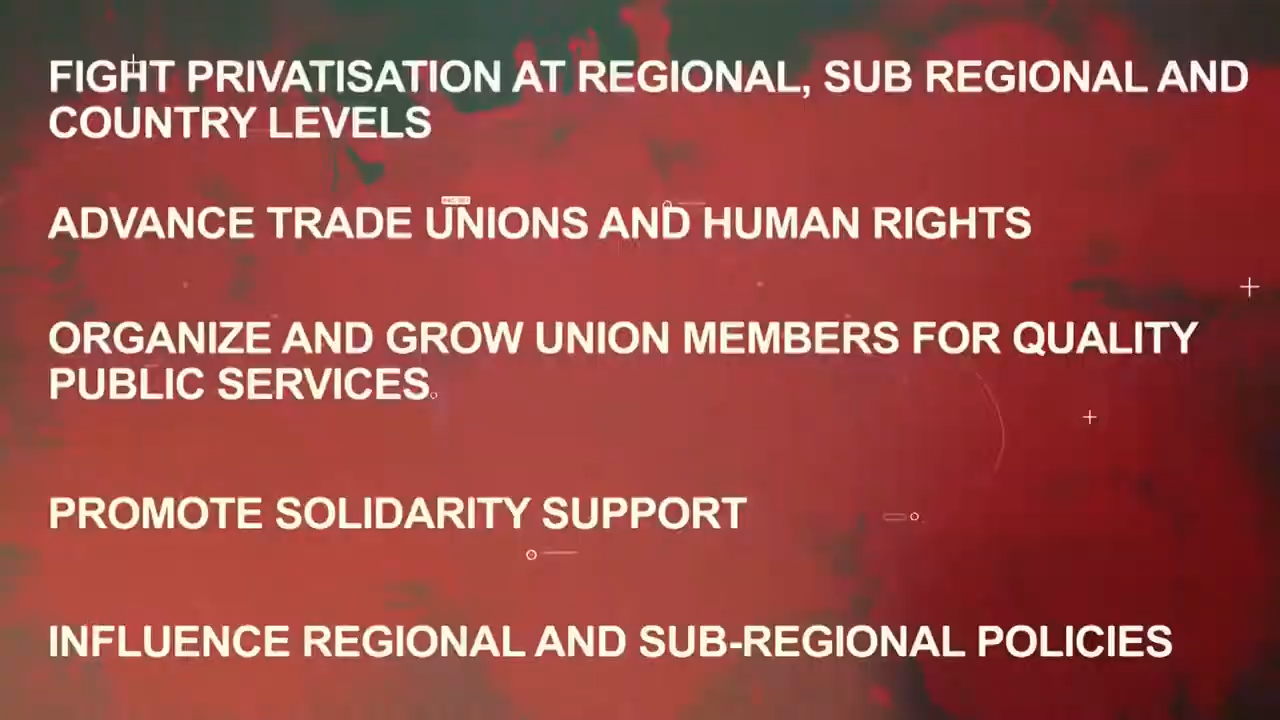 FIGHT PRIVATISATION AT REGIONAL, SUB REGIONAL AND
COUNTRY LEVELS
ADVANCE TRADE UNIONS AND HUMAN RIGHTS
ORGANIZE AND GROW UNION MEMBERS FOR QUALITY
PUBLIC SERVICES.
PROMOTE SOLIDARITY SUPPORT
INFLUENCE REGIONAL AND SUB-REGIONAL POLICIES